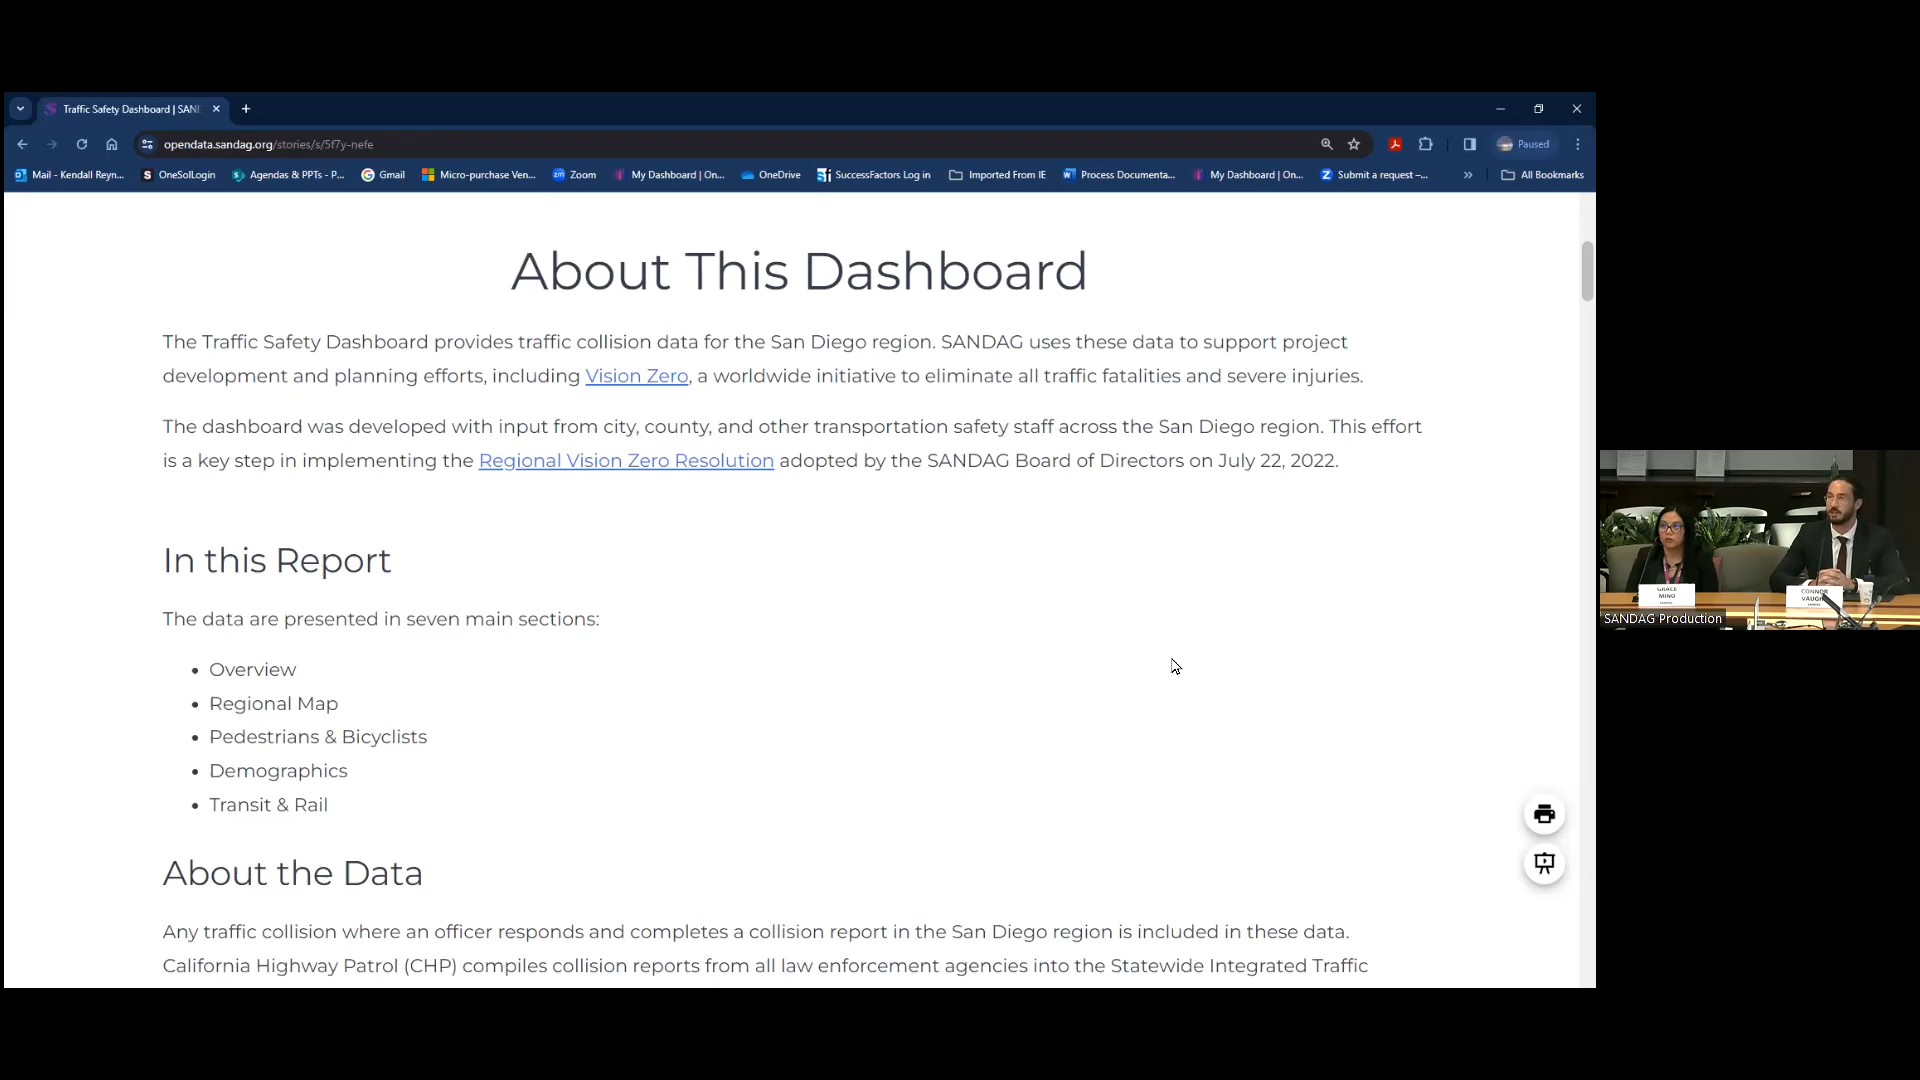 Traffic Safety Dashboard | SAN
opendata.sandag.org/stories/s/5f7y-nefe
Paused
Mail - Kendall Reyn...
OneSolLogin
Agendas & PPTs - P...
Gmail
Micro-purchase Ven...
Zoom
My Dashboard | On...
OneDrive
SuccessFactors Log in
Imported From IE
Process Documenta...
My Dashboard | On...
Submit a request –...
All Bookmarks
About This Dashboard
The Traffic Safety Dashboard provides traffic collision data for the San Diego region. SANDAG uses these data to support project
development and planning efforts, including Vision Zero, a worldwide initiative to eliminate all traffic fatalities and severe injuries.
The dashboard was developed with input from city, county, and other transportation safety staff across the San Diego region. This effort
is a key step in implementing the Regional Vision Zero Resolution adopted by the SANDAG Board of Directors on July 22, 2022.
In this Report
The data are presented in seven main sections:
• Overview
• Regional Map
• Pedestrians & Bicyclists
• Demographics
• Transit & Rail
About the Data
Any traffic collision where an officer responds and completes a collision report in the San Diego region is included in these data.
California Highway Patrol (CHP) compiles collision reports from all law enforcement agencies into the Statewide Integrated Traffic
GRACE
MINO
CONNOR
SANDAG Production